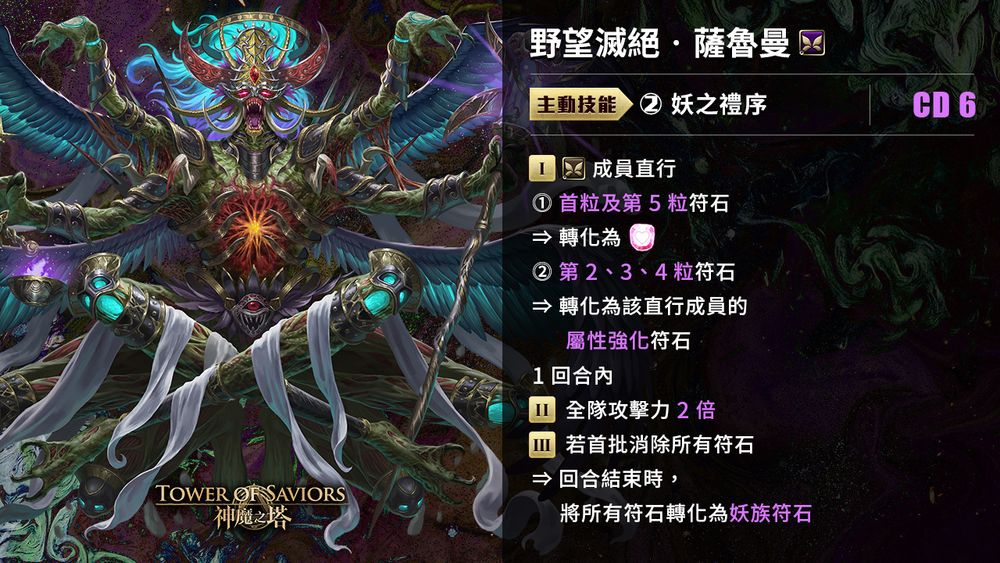 野望滅絕．薩魯曼
主動技能 ② 妖之禮序 CD 6
I 成員直行
① 首粒及第 5 粒符石
⇒ 轉化為
② 第 2、3、4 粒符石
⇒ 轉化為該直行成員的
屬性強化符石
1 回合內
II 全隊攻擊力 2 倍
III 若首批消除所有符石
⇒ 回合結束時，
將所有符石轉化為妖族符石
TOWER OF SAVIORS
神魔之塔